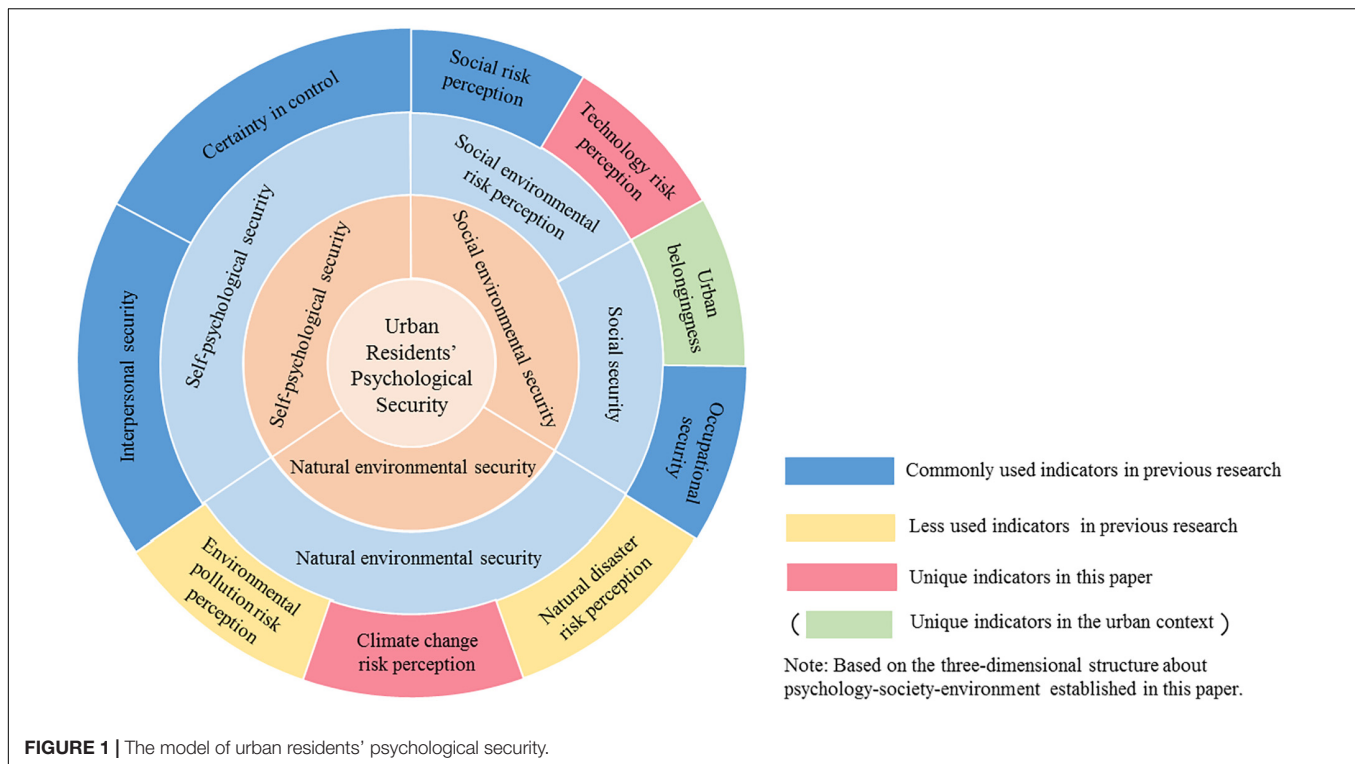 Social risk
perception
Technology risk
perception
Urban
belongingness
Occupational
security
Natural disaster
risk perception
Climate change
risk perception
Environmental
pollution risk
perception
Interpersonal security
Certainty in control
Social environmental
risk perception
Social security
Natural environmental security
Self-psychological security
Social environmental security
Natural environmental security
Self-psychological security
Urban
Residents’
Psychological
Security
Commonly used indicators in previous research
Less used indicators in previous research
Unique indicators in this paper
( Unique indicators in the urban context )
Note: Based on the three-dimensional structure about
psychology-society-environment established in this paper.
FIGURE 1 | The model of urban residents’ psychological security.